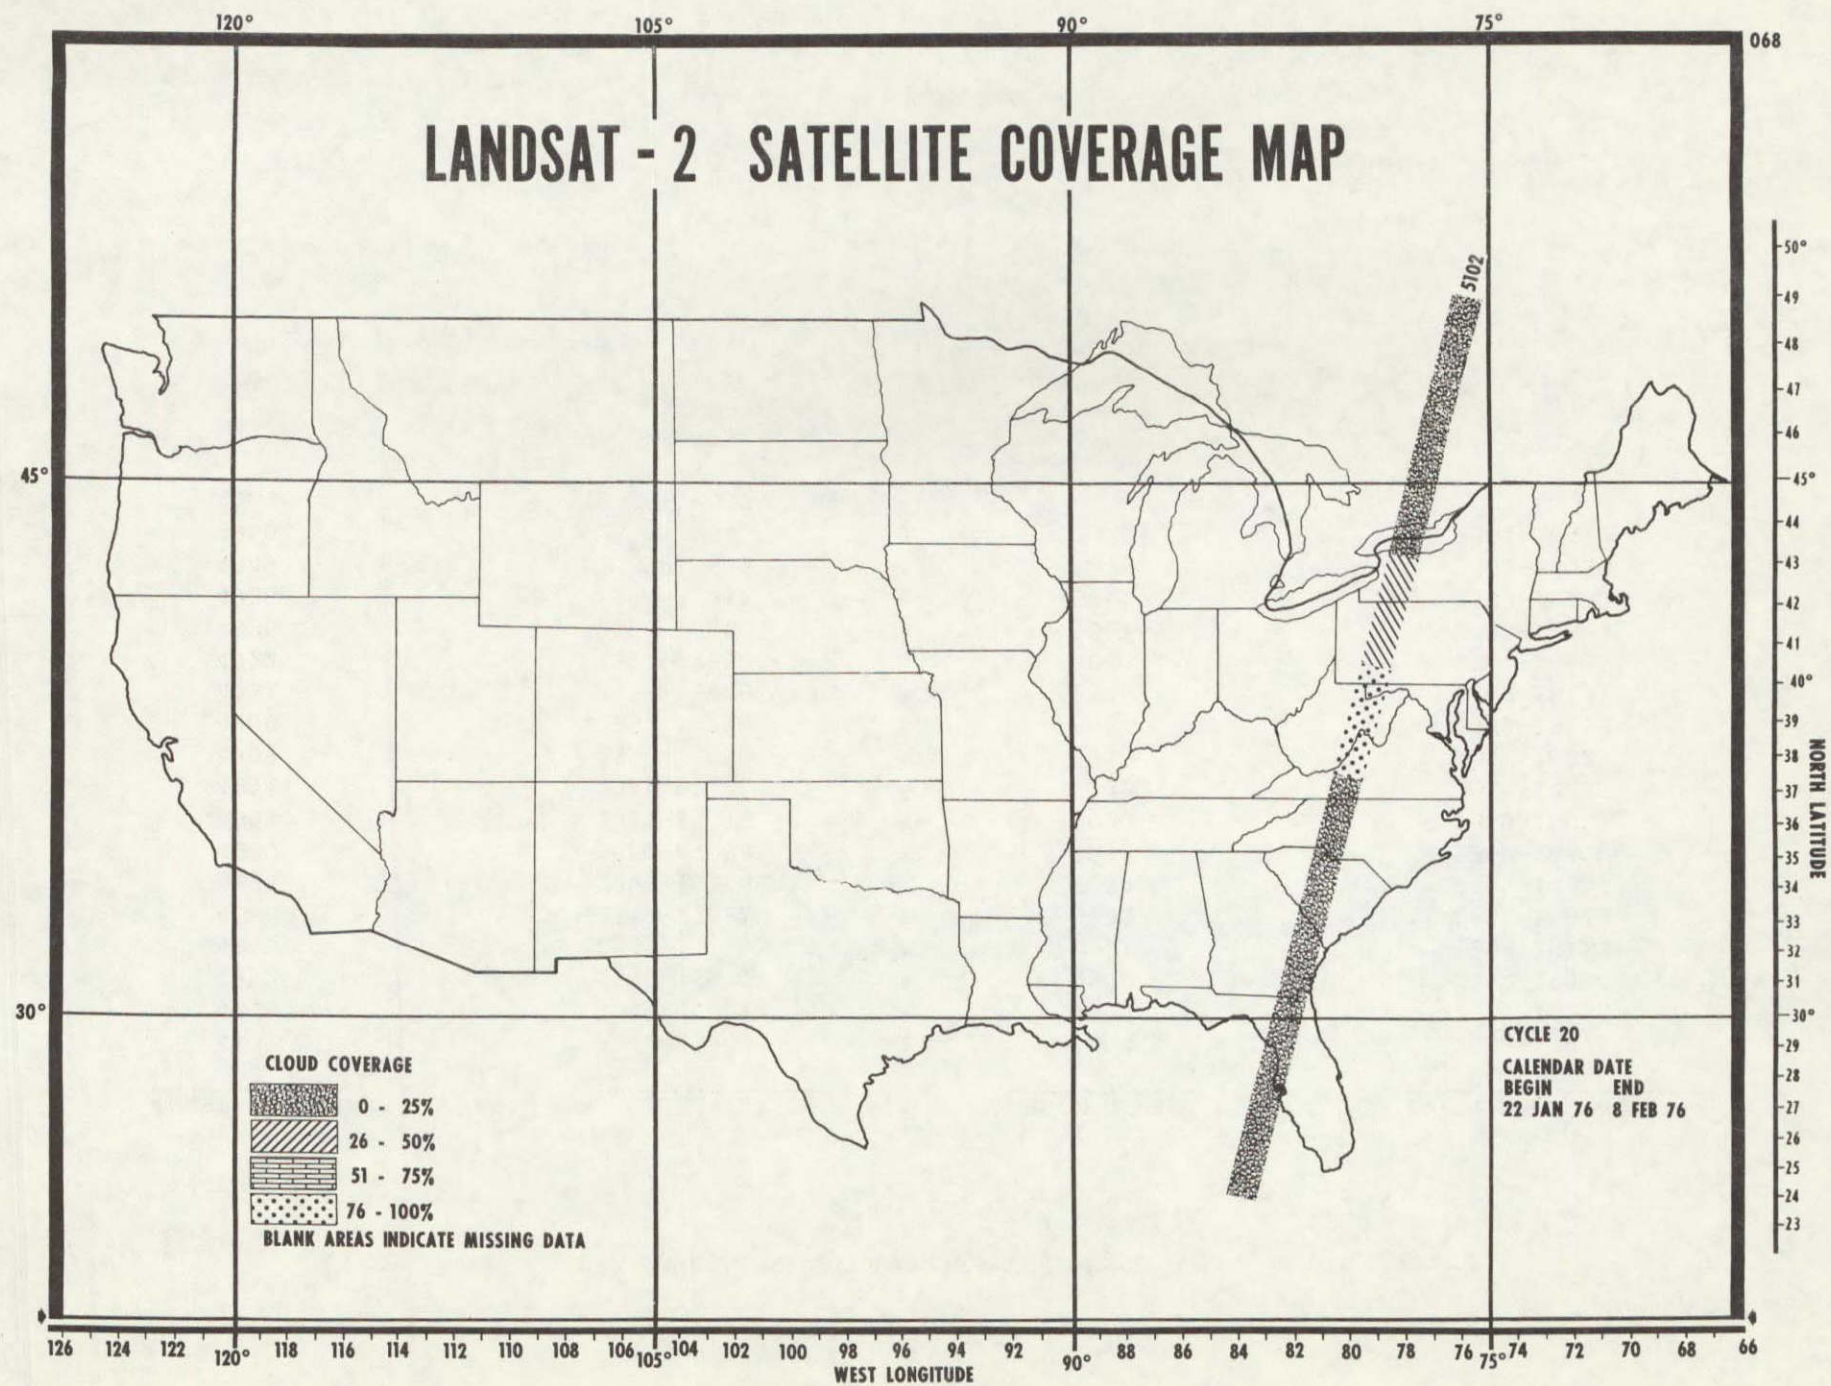 120° 105° 90° 75°
068
LANDSAT - 2 SATELLITE COVERAGE MAP
5102
50°
49
48
47
46
45° 45°
44
43
42
41
40°
39
38
37
36
35
34
33
32
31
30° 30°
29
28
27
26
25
24
23
NORTH LATITUDE
CYCLE 20
CALENDAR DATE
BEGIN END
22 JAN 76 8 FEB 76
CLOUD COVERAGE
0 - 25%
26 - 50%
51 - 75%
76 - 100%
BLANK AREAS INDICATE MISSING DATA
126 124 122 120° 118 116 114 112 110 108 106 105° 104 102 100 98 96 94 92 90° 88 86 84 82 80 78 76 75° 74 72 70 68 66
WEST LONGITUDE